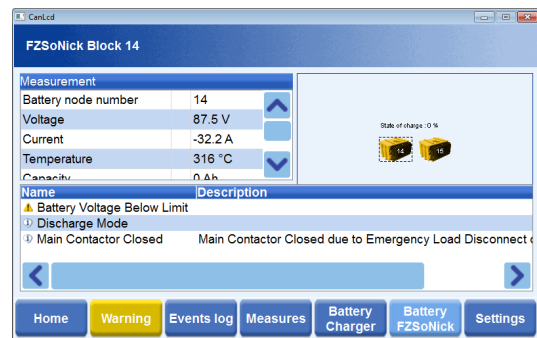 CanLcd
FZSoNick Block 14
Measurement
Battery node number 14
Voltage 87.5 V
Current -32.2 A
Temperature 316 °C
Capacity 0 Ah
State of charge : 0 %
14 15
Name Description
Battery Voltage Below Limit
Discharge Mode
Main Contactor Closed Main Contactor Closed due to Emergency Load Disconnect
Home Warning Events log Measures Battery Charger Battery FZSoNick Settings